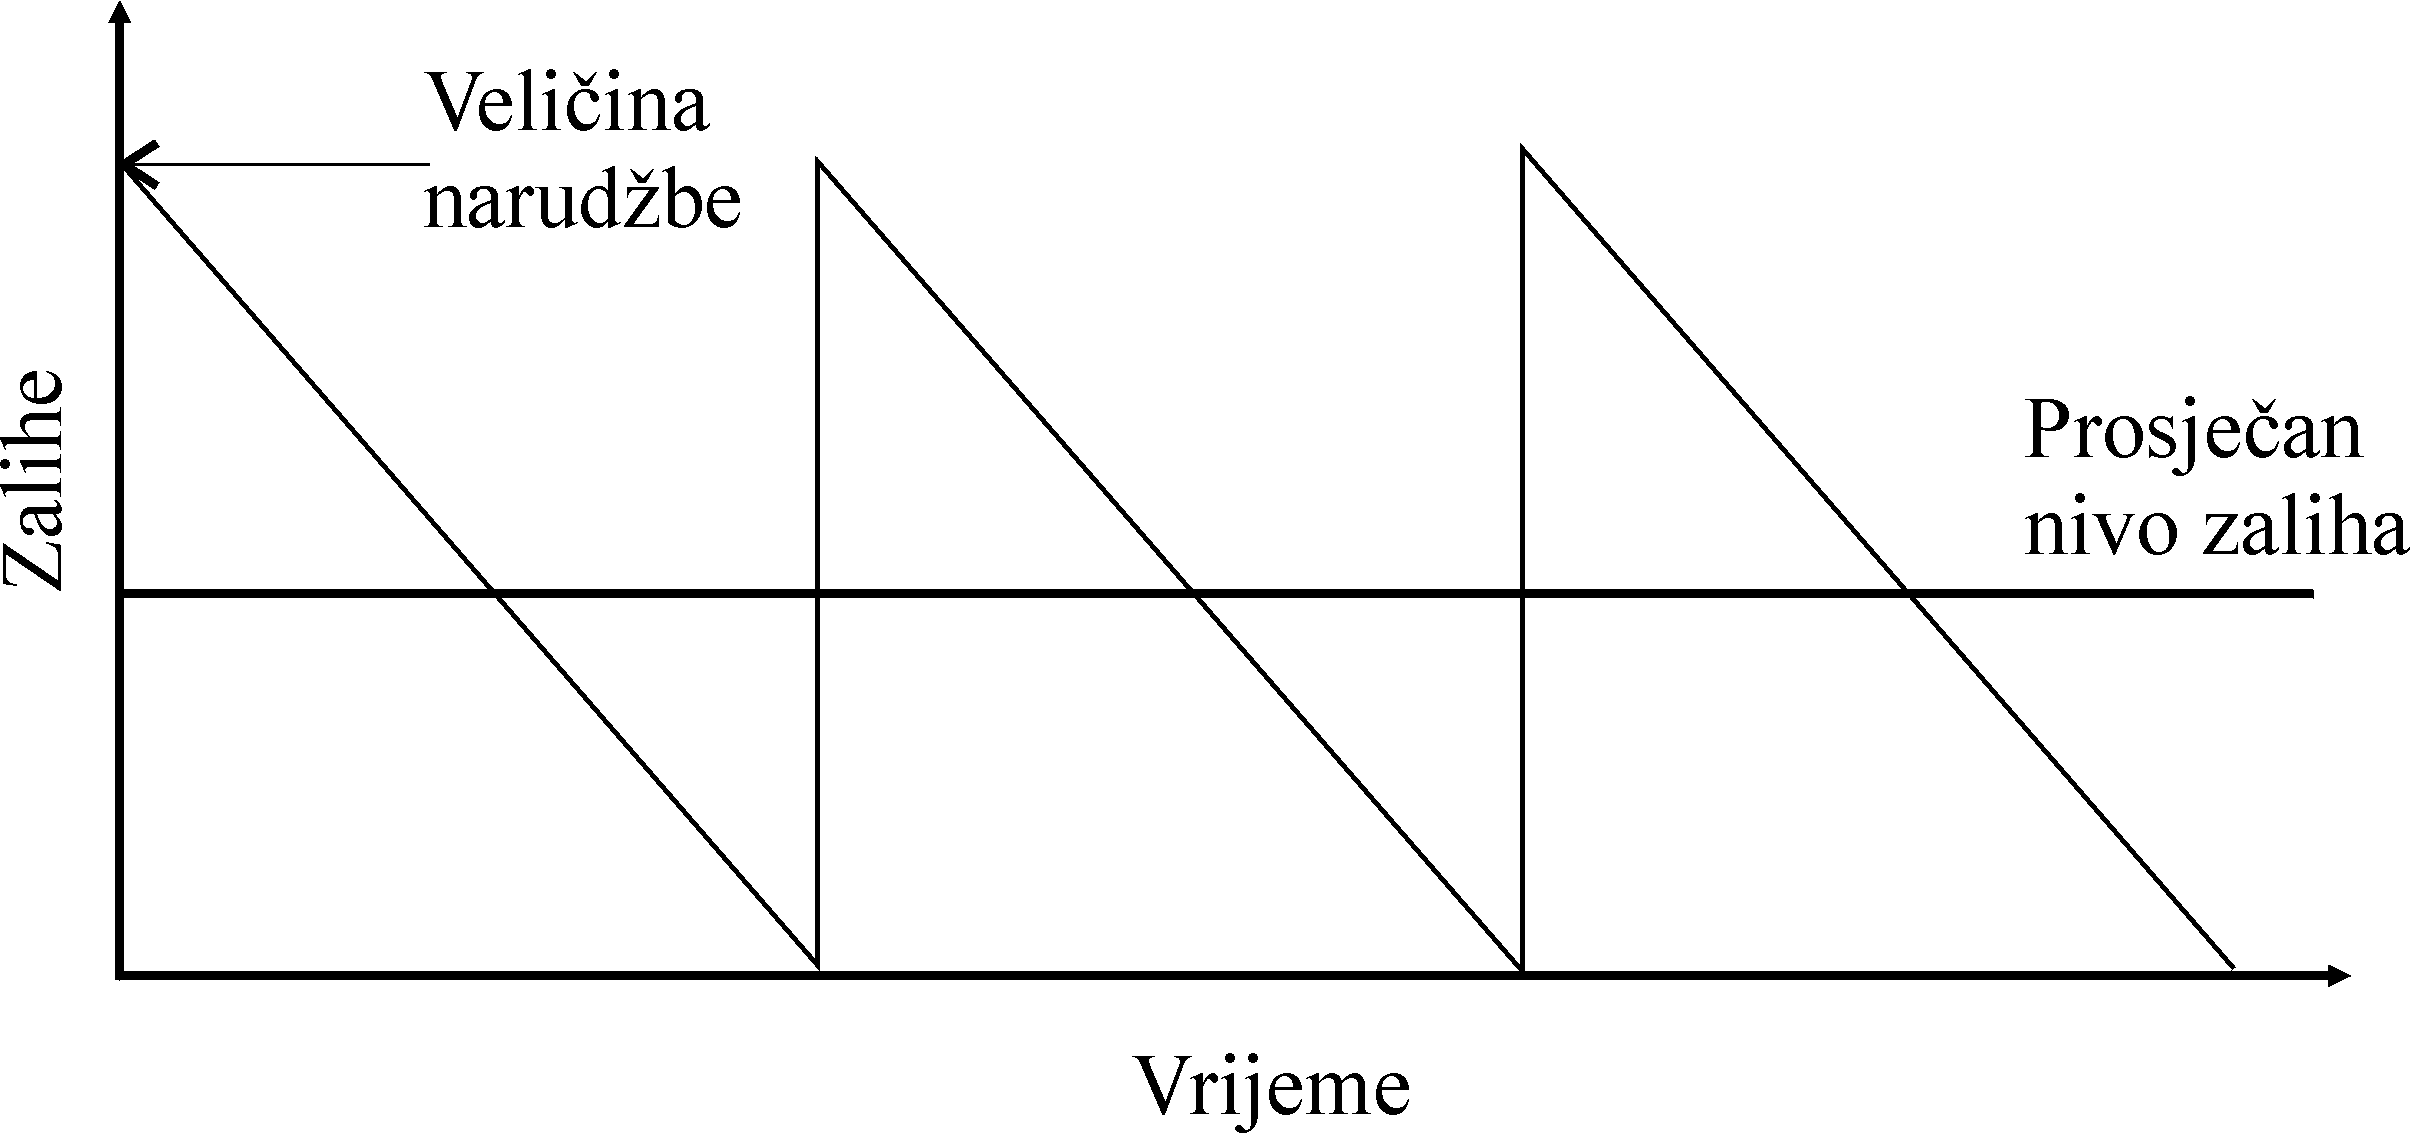 Veličina
narudžbe
Zalihe
Prosječan
nivo zaliha
Vrijeme